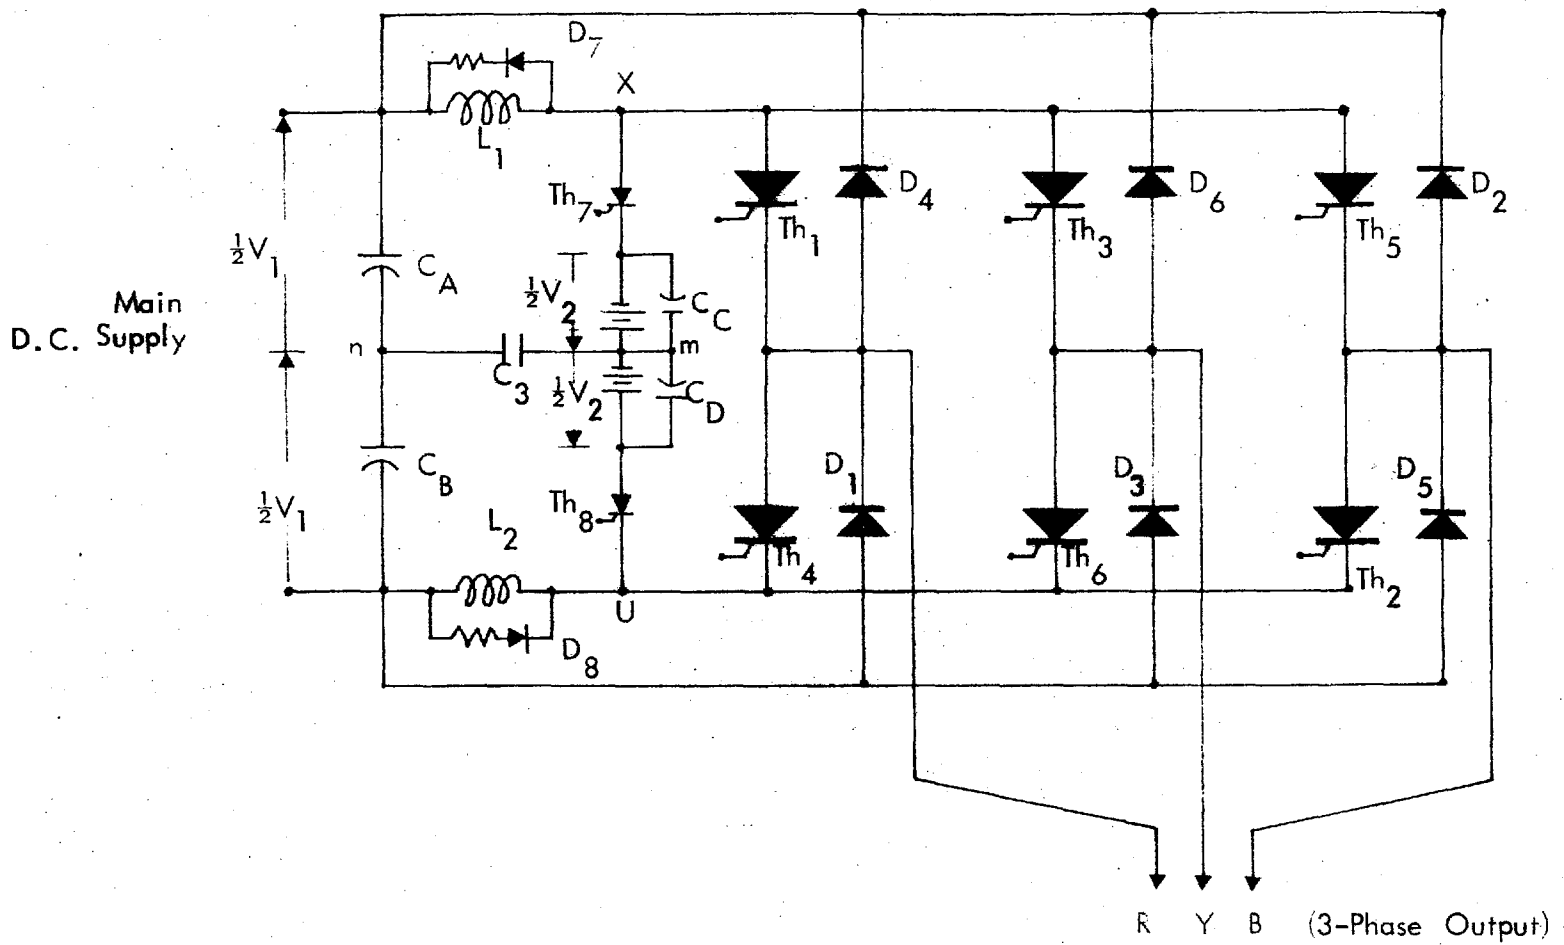 D7
X
L1
Th7
Th1
D4
Th3
D6
Th5
D2
½V1
CA
½V2
CC
Main
D.C. Supply
n
C3
m
½V2
CD
CB
D1
D3
D5
½V1
L2
Th8
Th4
Th6
Th2
U
D8
R Y B (3-Phase Output)